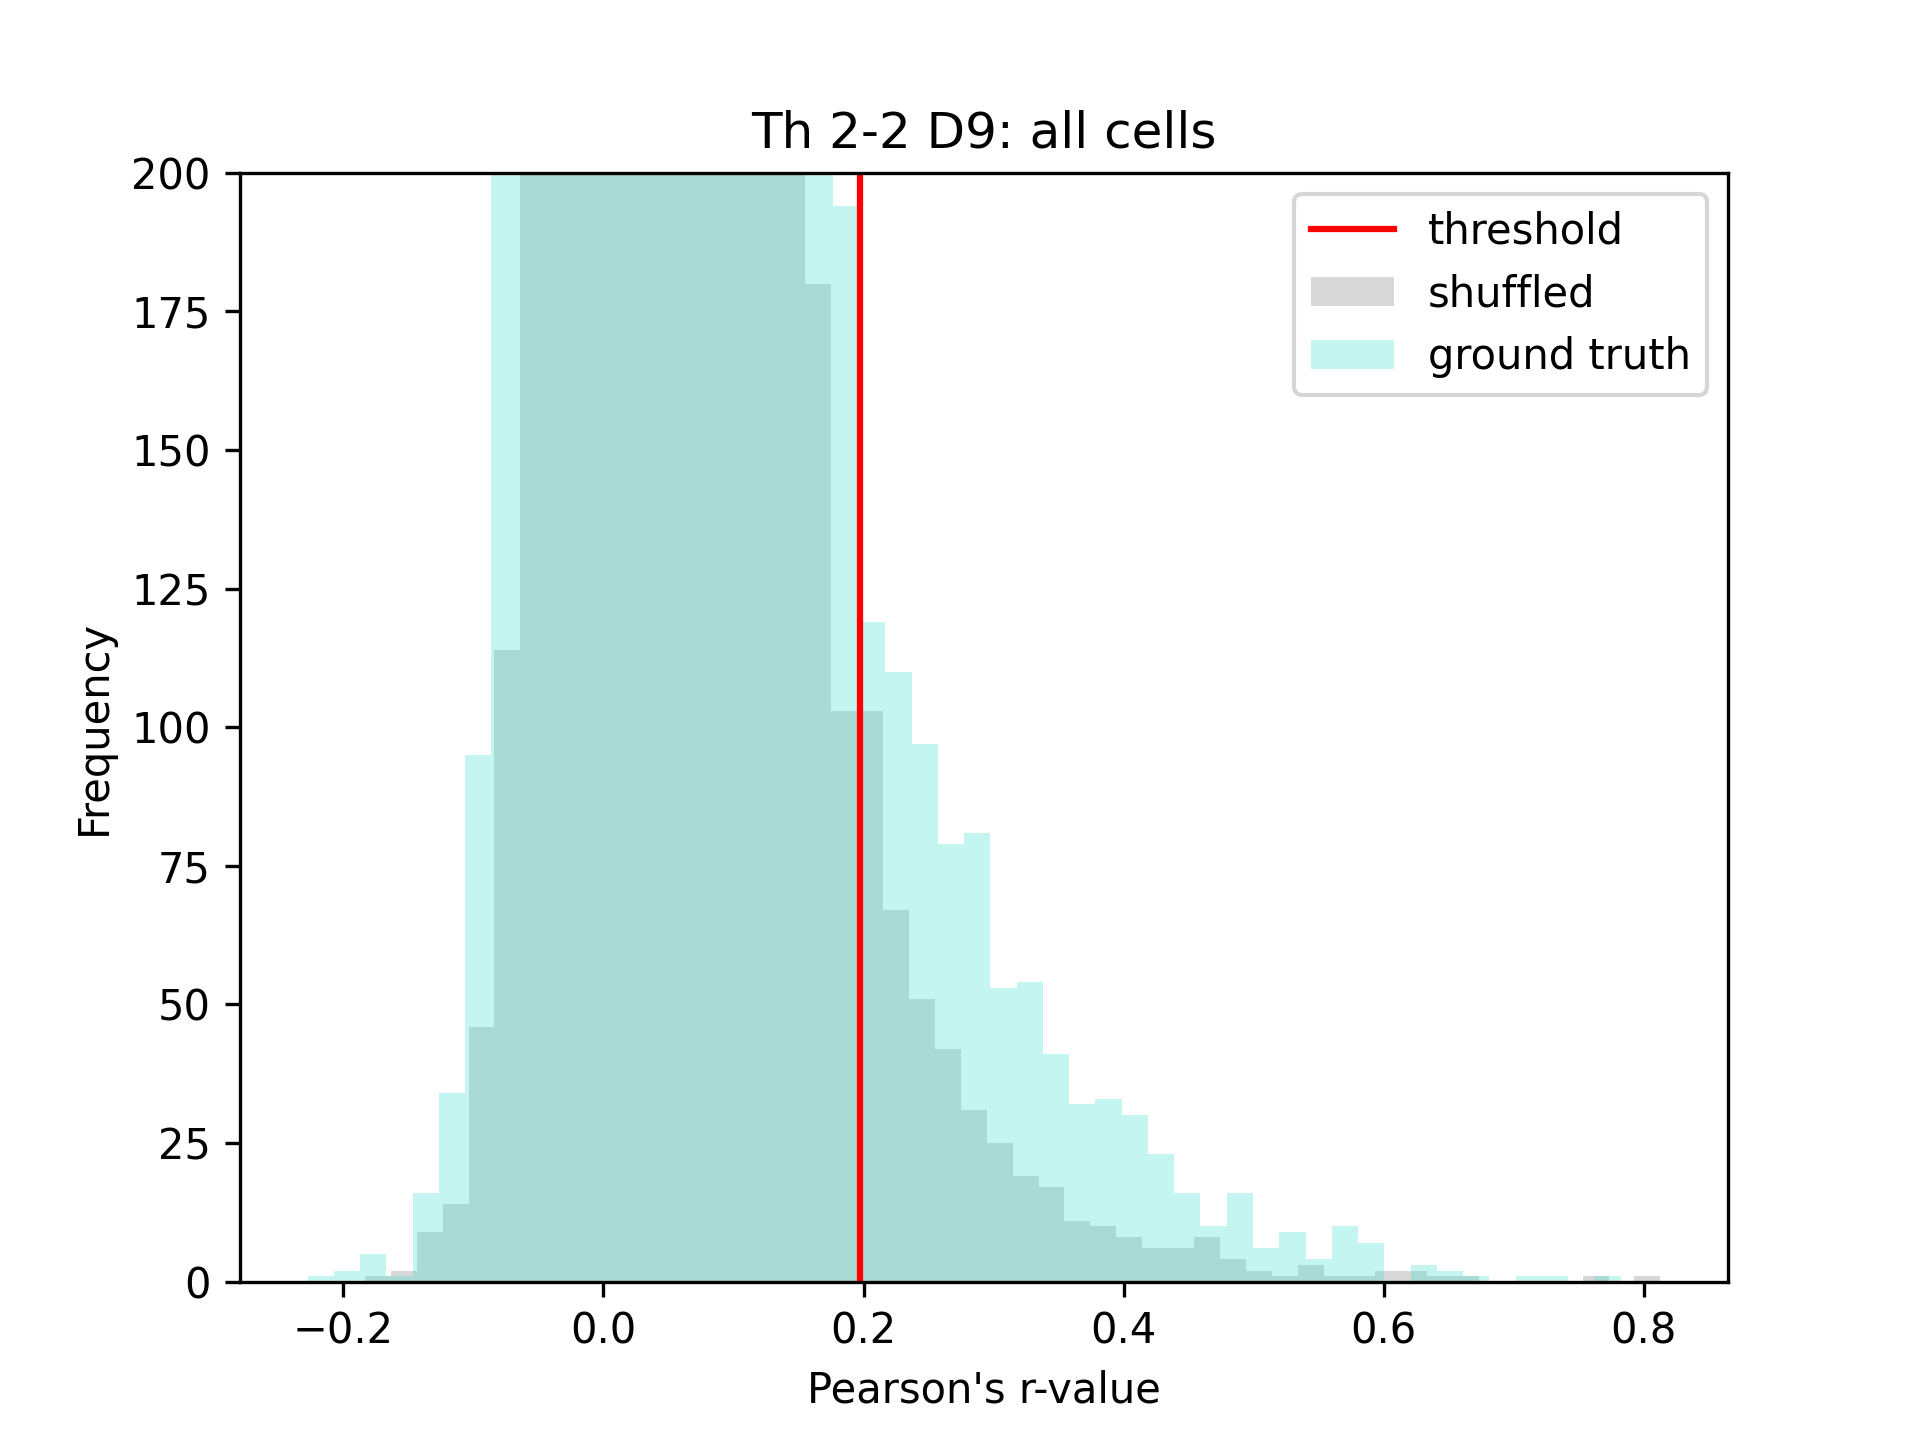 Th 2-2 D9: all cells
threshold
shuffled
ground truth
Frequency
200
175
150
125
100
75
50
25
0
−0.2 0.0 0.2 0.4 0.6 0.8
Pearson's r-value